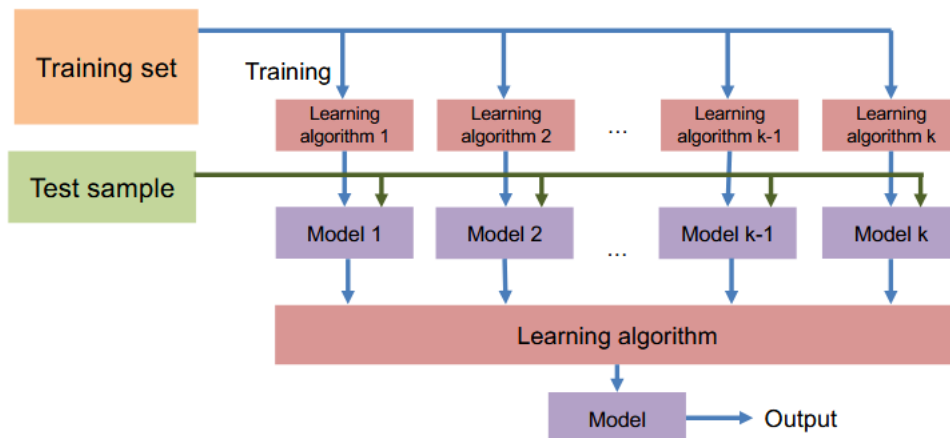 Training set
Training
Learning
algorithm 1
Learning
algorithm 2
...
Learning
algorithm k-1
Learning
algorithm k
Test sample
Model 1
Model 2
...
Model k-1
Model k
Learning algorithm
Model
Output